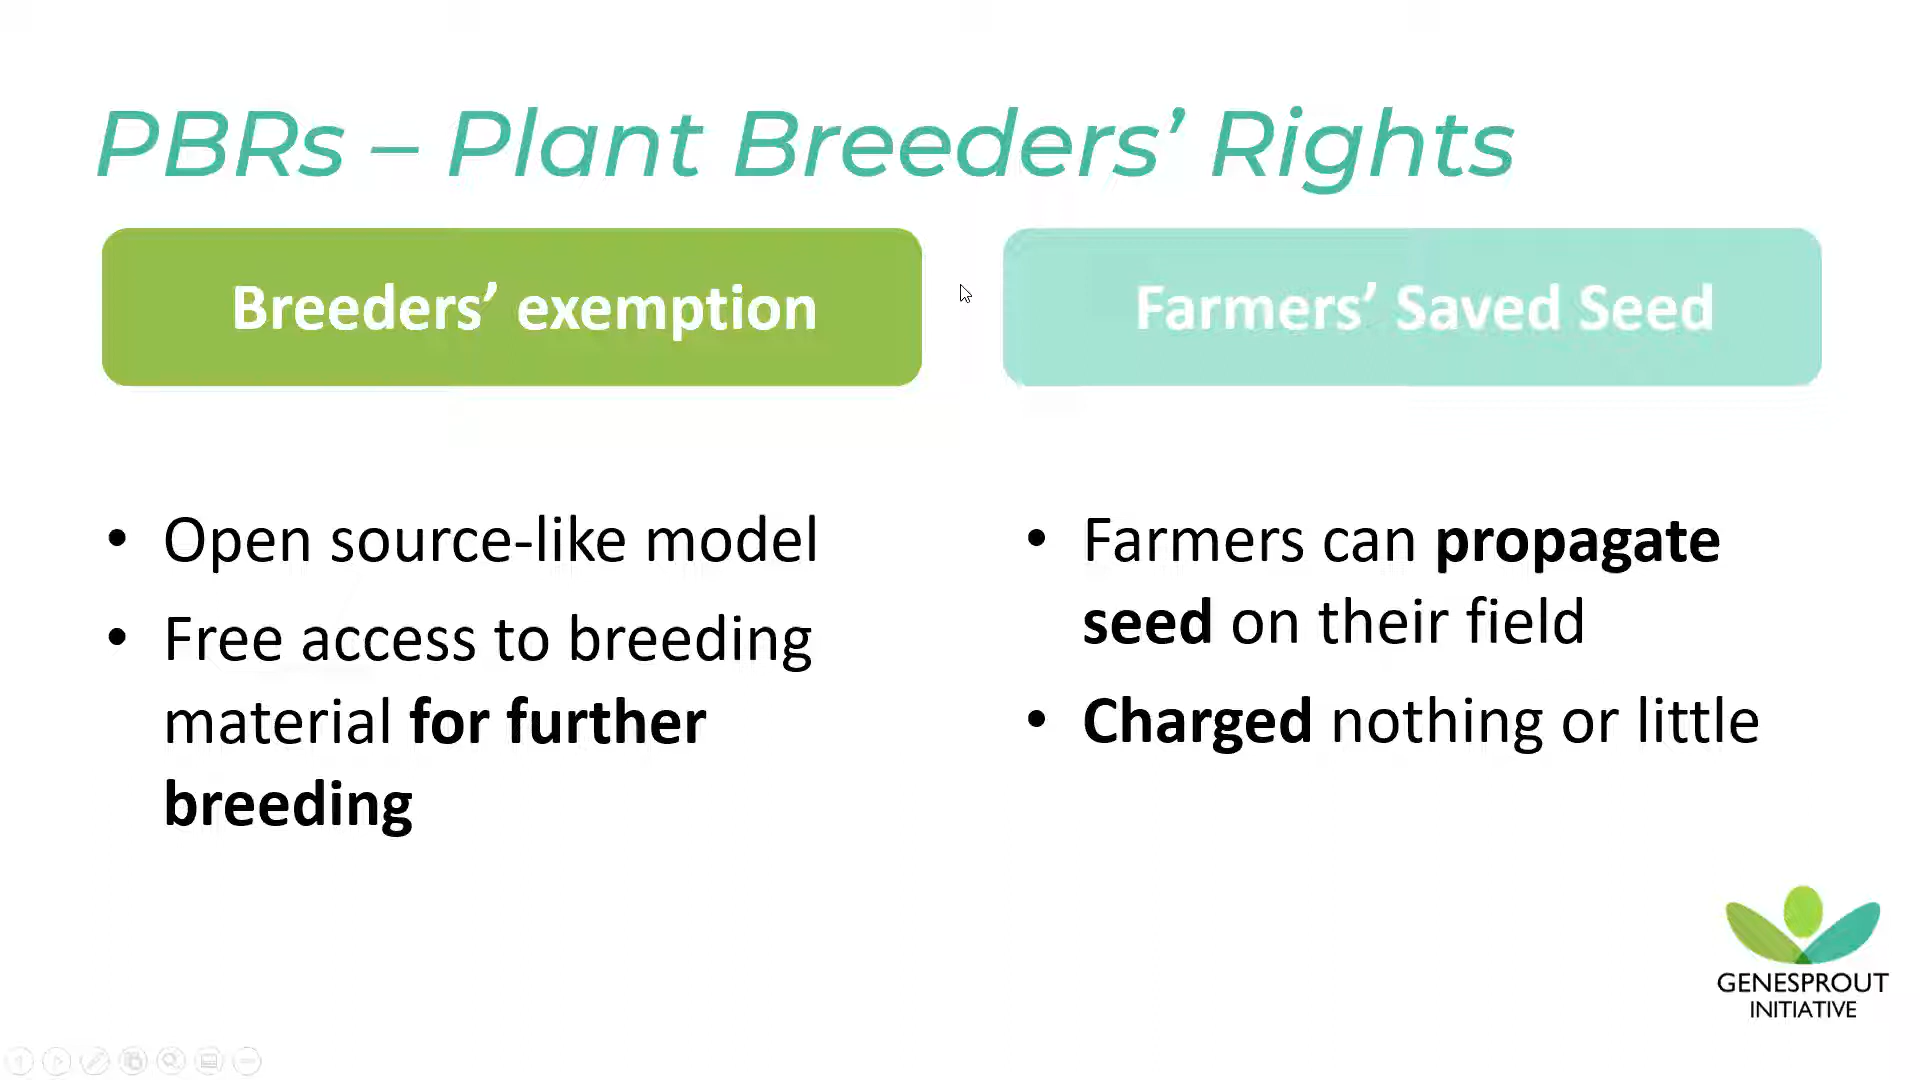 PBRs – Plant Breeders’ Rights
Breeders’ exemption
Farmers’ Saved Seed
• Open source-like model
• Free access to breeding
material for further
breeding
• Farmers can propagate
seed on their field
• Charged nothing or little
GENESPROUT
INITIATIVE